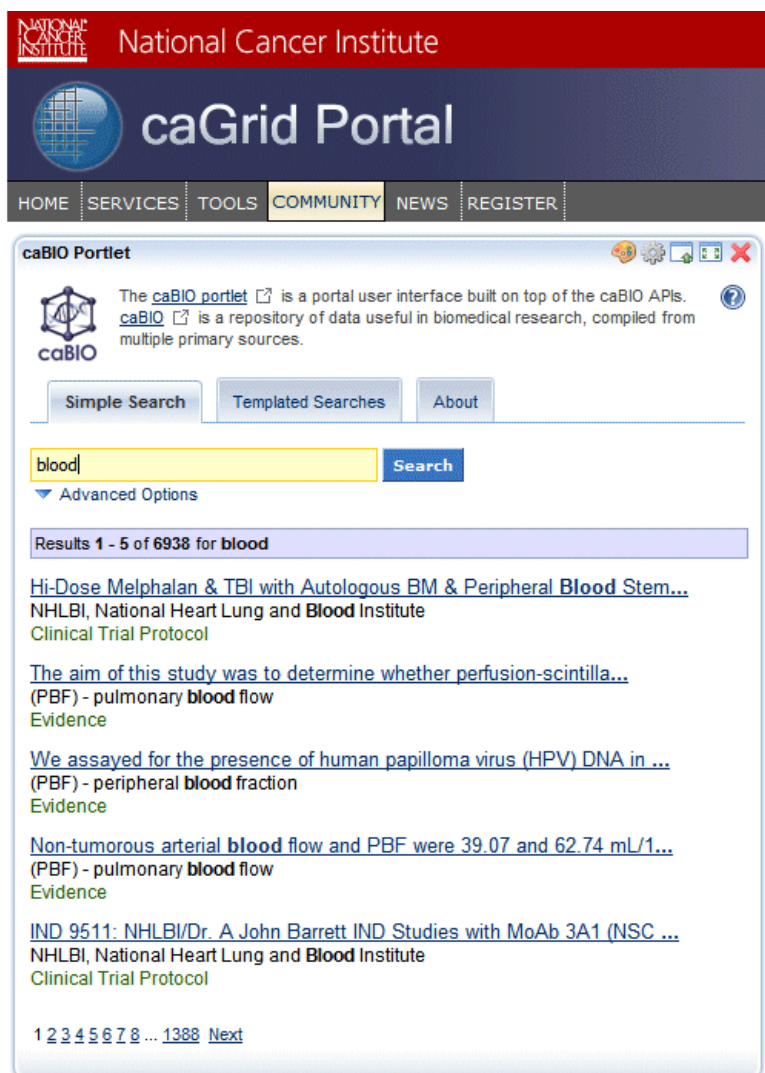 NATIONAL
CANCER
INSTITUTE
National Cancer Institute
caGrid Portal
HOME SERVICES TOOLS COMMUNITY NEWS REGISTER
caBIO Portlet
The caBIO portlet is a portal user interface built on top of the caBIO APIs.
caBIO is a repository of data useful in biomedical research, compiled from
multiple primary sources.
caBIO
Simple Search Templated Searches About
blood Search
Advanced Options
Results 1 - 5 of 6938 for blood
Hi-Dose Melphalan & TBI with Autologous BM & Peripheral Blood Stem...
NHLBI, National Heart Lung and Blood Institute
Clinical Trial Protocol
The aim of this study was to determine whether perfusion-scintilla...
(PBF) - pulmonary blood flow
Evidence
We assayed for the presence of human papilloma virus (HPV) DNA in ...
(PBF) - peripheral blood fraction
Evidence
Non-tumorous arterial blood flow and PBF were 39.07 and 62.74 mL/1...
(PBF) - pulmonary blood flow
Evidence
IND 9511: NHLBI/Dr. A John Barrett IND Studies with MoAb 3A1 (NSC ...
NHLBI, National Heart Lung and Blood Institute
Clinical Trial Protocol
1 2 3 4 5 6 7 8 ... 1388 Next